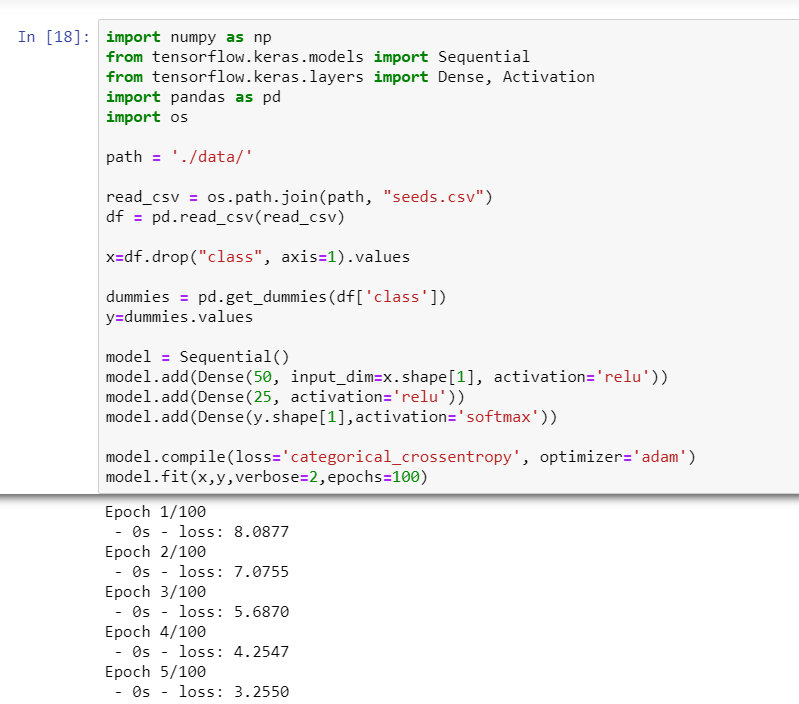 In [18]: import numpy as np
from tensorflow.keras.models import Sequential
from tensorflow.keras.layers import Dense, Activation
import pandas as pd
import os
path = './data/'
read_csv = os.path.join(path, "seeds.csv")
df = pd.read_csv(read_csv)
x=df.drop("class", axis=1).values
dummies = pd.get_dummies(df['class'])
y=dummies.values
model = Sequential()
model.add(Dense(50, input_dim=x.shape[1], activation='relu'))
model.add(Dense(25, activation='relu'))
model.add(Dense(y.shape[1],activation='softmax'))
model.compile(loss='categorical_crossentropy', optimizer='adam')
model.fit(x,y,verbose=2,epochs=100)
Epoch 1/100
 - 0s - loss: 8.0877
Epoch 2/100
 - 0s - loss: 7.0755
Epoch 3/100
 - 0s - loss: 5.6870
Epoch 4/100
 - 0s - loss: 4.2547
Epoch 5/100
 - 0s - loss: 3.2550